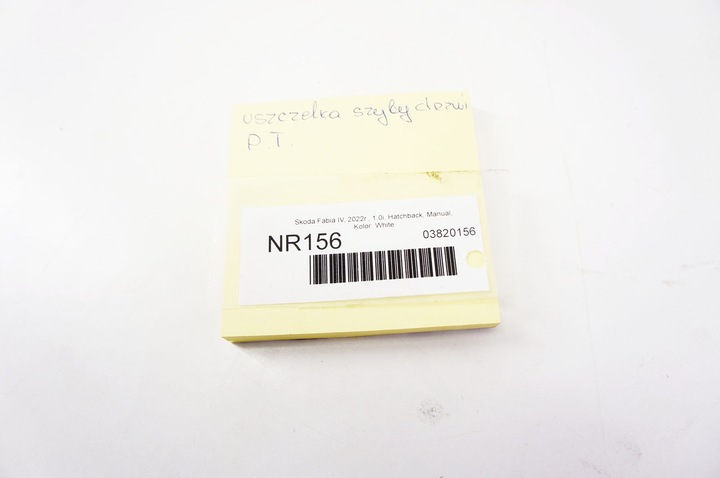 uszczelka szyby drzwi
P.T.
Skoda Fabia IV, 2022r., 1.0i, Hatchback, Manual,
Kolor: White
NR156
03820156